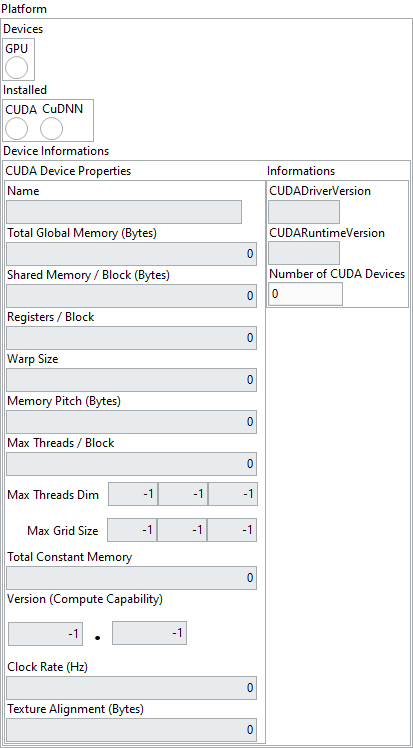 Platform
Devices
GPU
Installed
CUDA CuDNN
Device Informations
CUDA Device Properties
Informations
Name
CUDADriverVersion
Total Global Memory (Bytes)
CUDARuntimeVersion
0
Shared Memory / Block (Bytes)
Number of CUDA Devices
0
0
Registers / Block
0
Warp Size
0
Memory Pitch (Bytes)
0
Max Threads / Block
0
Max Threads Dim -1 -1 -1
Max Grid Size -1 -1 -1
Total Constant Memory
0
Version (Compute Capability)
-1 . -1
Clock Rate (Hz)
0
Texture Alignment (Bytes)
0